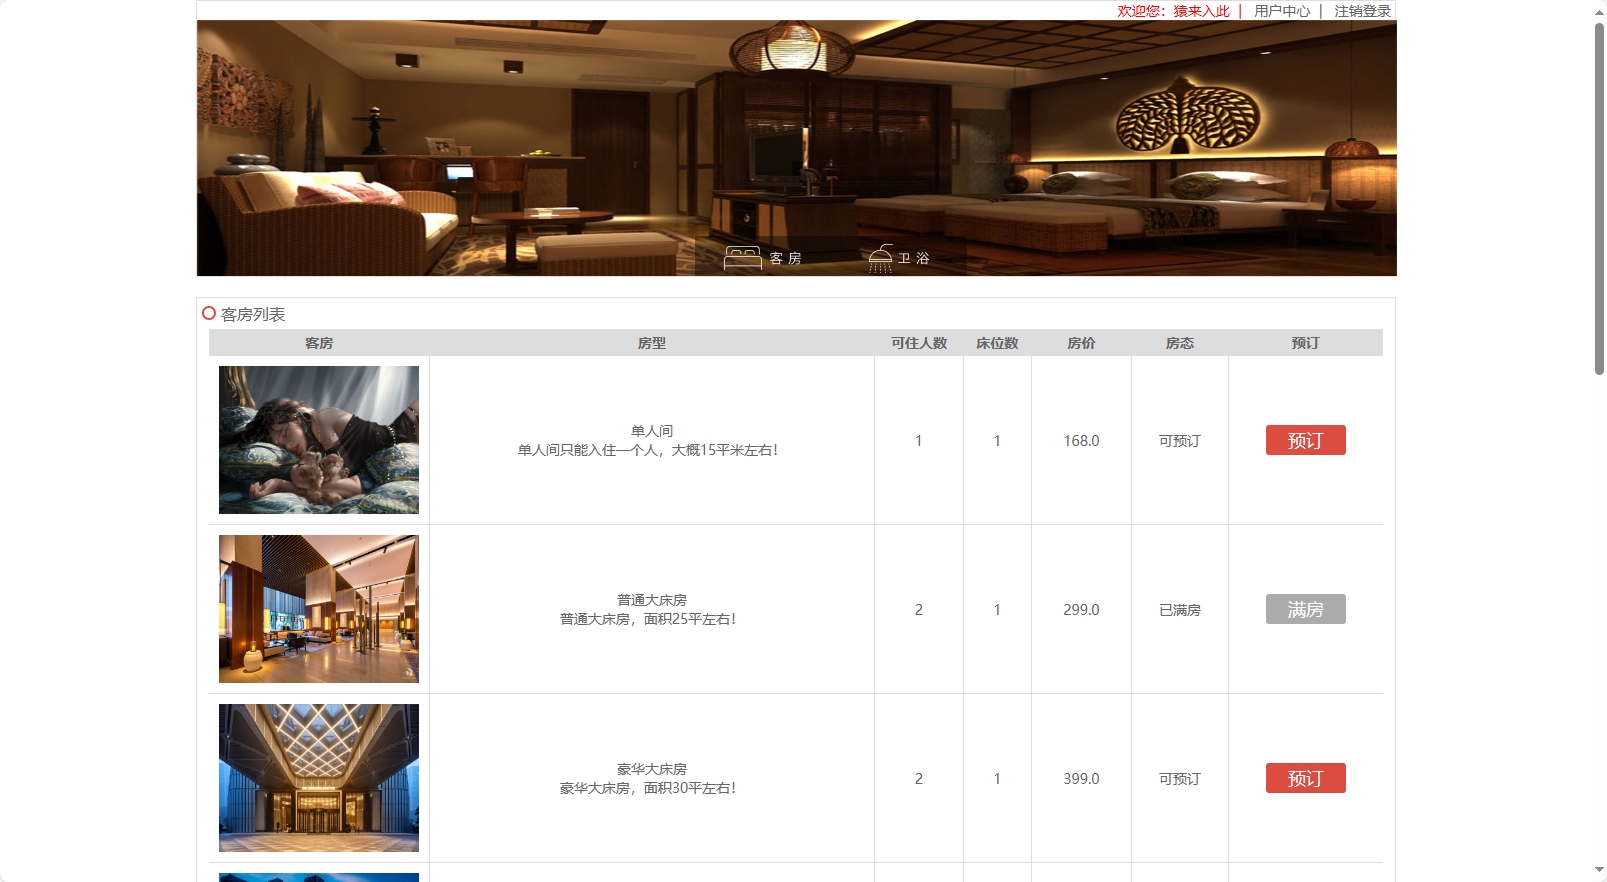 欢迎您：猿来入此 | 用户中心 | 注销登录
客房 卫浴
客房列表
客房 房型 可住人数 床位数 房价 房态 预订
单人间
单人间只能入住一个人，大概15平米左右！
1 1 168.0 可预订 预订
普通大床房
普通大床房，面积25平左右！
2 1 299.0 已满房 满房
豪华大床房
豪华大床房，面积30平左右！
2 1 399.0 可预订 预订